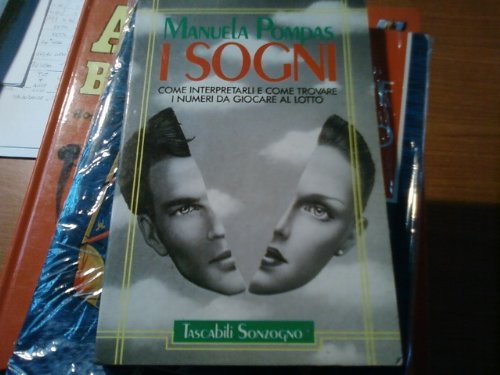 MANUELA POMPAS
I SOGNI
COME INTERPRETARLI E COME TROVARE
I NUMERI DA GIOCARE AL LOTTO
TASCABILI SONZOGNO